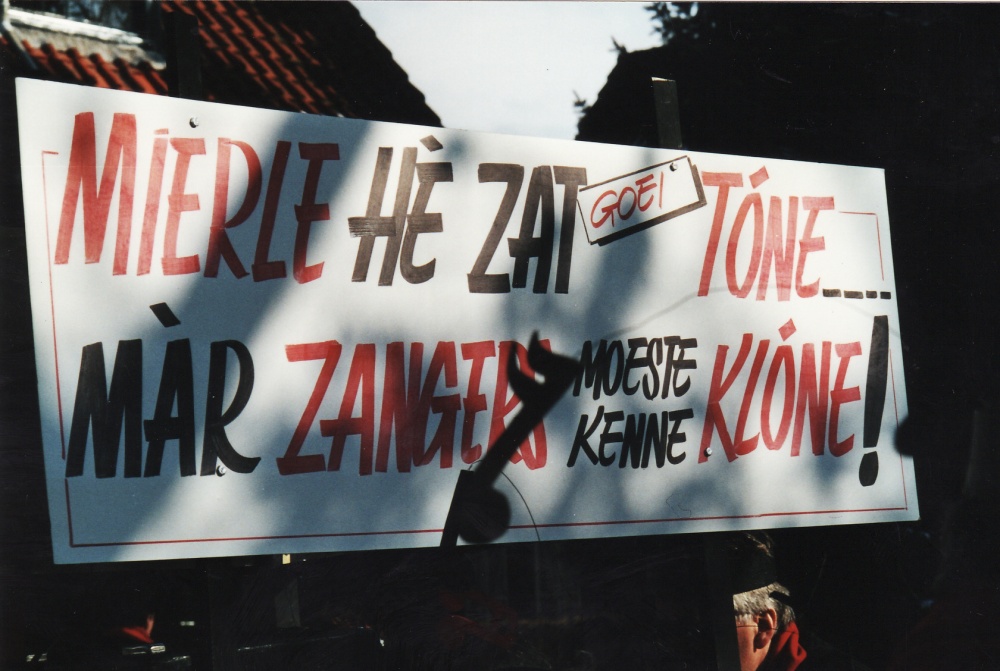 MIERLE HÈ ZAT GOEI TÓNE....
MÀR ZANGERS MOESTE
KENNE KLÓNE!